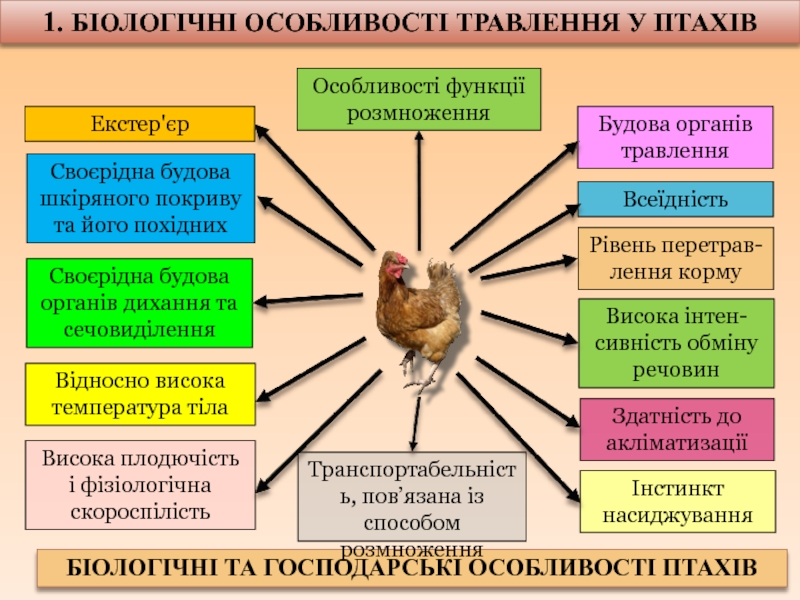 1. БІОЛОГІЧНІ ОСОБЛИВОСТІ ТРАВЛЕННЯ У ПТАХІВ
Особливості функції
розмноження
Екстер'єр
Своєрідна будова
шкіряного покриву
та його похідних
Своєрідна будова
органів дихання та
сечовиділення
Відносно висока
температура тіла
Висока плодючість
і фізіологічна
скороспілість
Транспортабельніст
ь, пов’язана із
способом
розмноження
Будова органів
травлення
Всеїдність
Рівень перетрав-
лення корму
Висока інтен-
сивність обміну
речовин
Здатність до
акліматизації
Інстинкт
насиджування
БІОЛОГІЧНІ ТА ГОСПОДАРСЬКІ ОСОБЛИВОСТІ ПТАХІВ